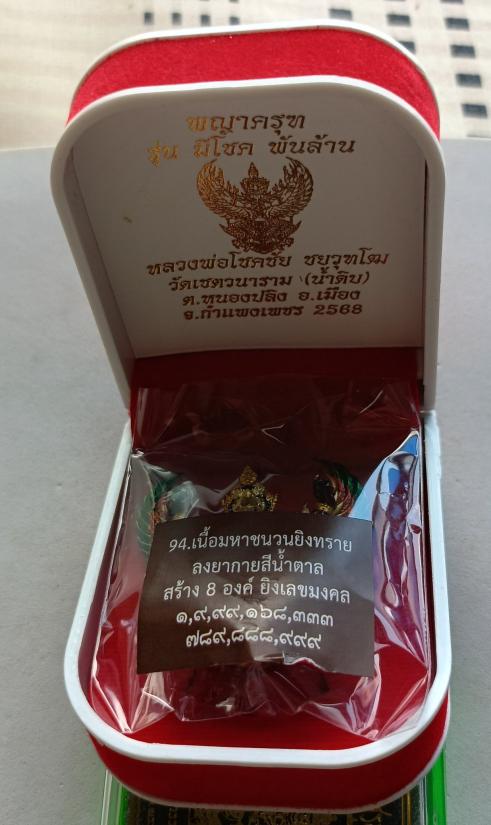 พญาครุฑ
รุ่น มีโชค พันล้าน
หลวงพ่อโชคชัย ชยวุฑโฒ
วัดเชตวนาราม (น้ำดิบ)
ต.หนองปลิง อ.เมือง
จ.กำแพงเพชร 2568
94.เนื้อมหาชนวนยิงทราย
ลงยากายสีน้ำตาล
สร้าง 8 องค์ ยิงเลขมงคล
๑,๙,๙๙,๑๖๘,๓๓๓
๗๘๙,๘๘๘,๙๙๙